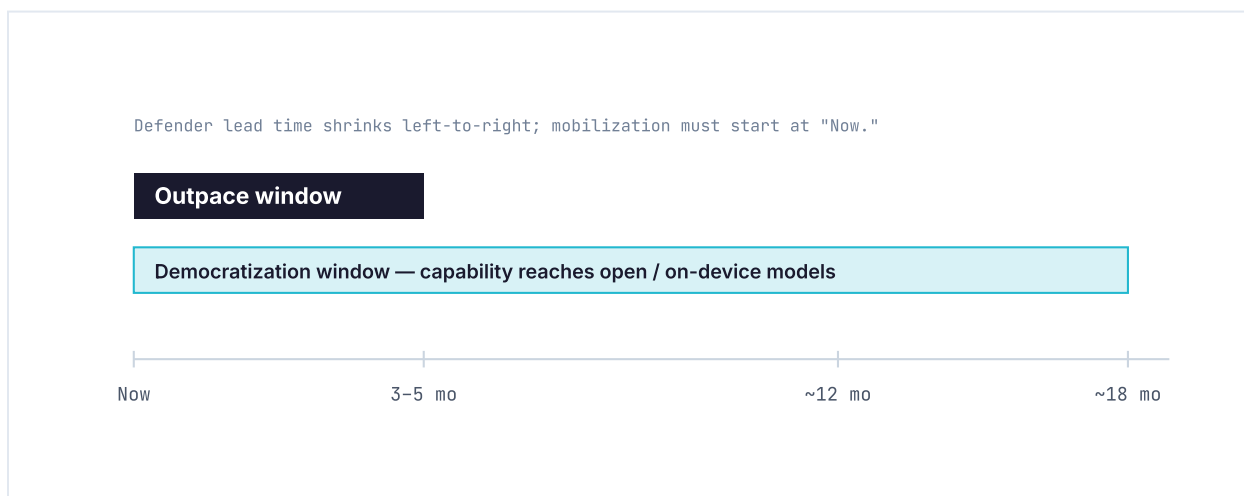 Defender lead time shrinks left-to-right; mobilization must start at "Now."
Outpace window
Democratization window — capability reaches open / on-device models
Now
3–5 mo
~12 mo
~18 mo